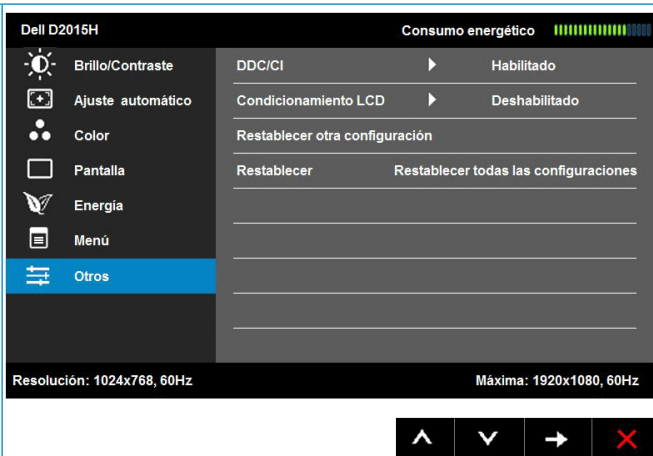 Dell D2015H Consumo energético
Brillo/Contraste DDC/CI Habilitado
Ajuste automático Condicionamiento LCD Deshabilitado
Color Restablecer otra configuración
Pantalla Restablecer Restablecer todas las configuraciones
Energía
Menú
Otros
Resolución: 1024x768, 60Hz Máxima: 1920x1080, 60Hz